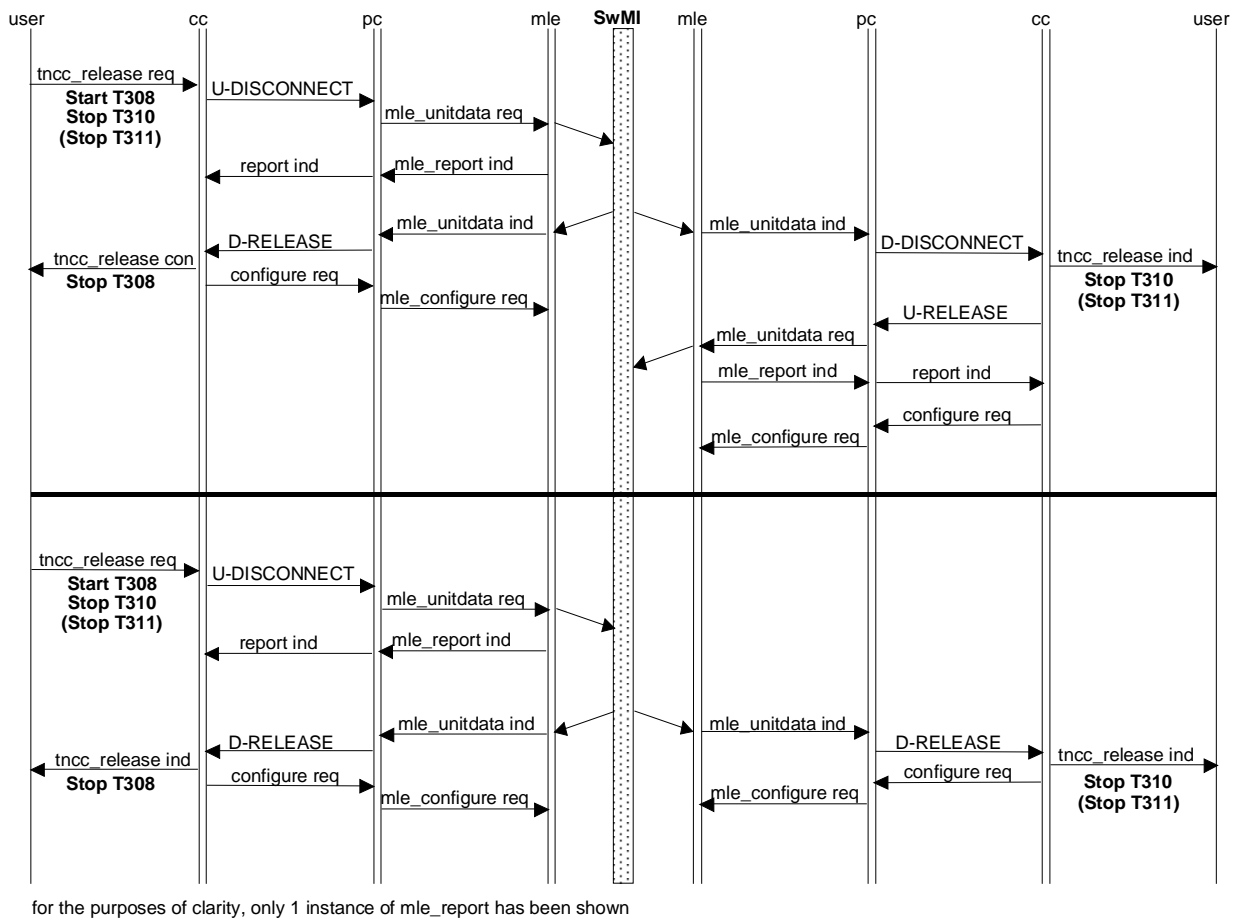 user cc pc mle SwMI mle pc cc user
tncc_release req
Start T308
Stop T310
(Stop T311)
U-DISCONNECT
mle_unitdata req
report ind
mle_report ind
mle_unitdata ind
D-RELEASE
tncc_release con
Stop T308
configure req
mle_configure req
mle_unitdata ind
D-DISCONNECT
tncc_release ind
Stop T310
(Stop T311)
U-RELEASE
mle_unitdata req
mle_report ind
report ind
configure req
mle_configure req
tncc_release req
Start T308
Stop T310
(Stop T311)
U-DISCONNECT
mle_unitdata req
report ind
mle_report ind
mle_unitdata ind
D-RELEASE
tncc_release ind
Stop T308
configure req
mle_configure req
mle_unitdata ind
D-RELEASE
tncc_release ind
Stop T310
(Stop T311)
configure req
mle_configure req
for the purposes of clarity, only 1 instance of mle_report has been shown